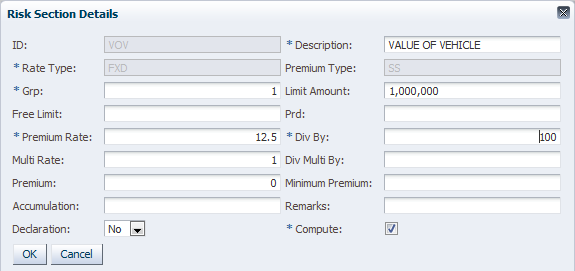 Risk Section Details
ID: VOV * Description: VALUE OF VEHICLE
* Rate Type: FXD Premium Type: SS
* Grp: 1 Limit Amount: 1,000,000
Free Limit: Prd:
* Premium Rate: 12.5 * Div By: 100
Multi Rate: 1 Div Multi By:
Premium: 0 Minimum Premium:
Accumulation: Remarks:
Declaration: No * Compute:
OK Cancel